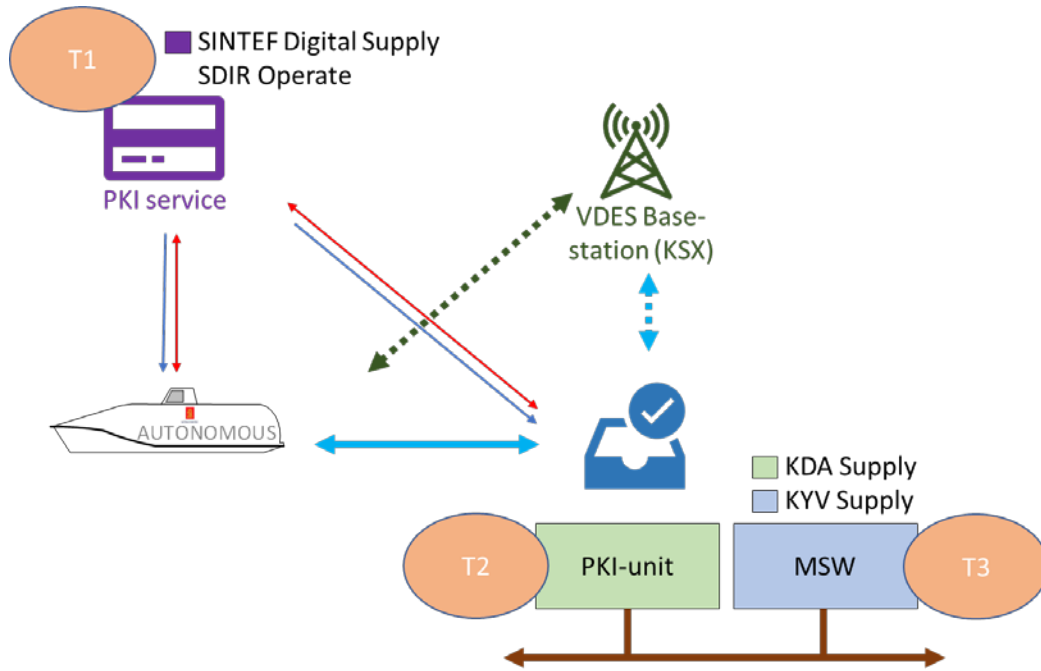 T1
SINTEF Digital Supply
SDIR Operate
PKI service
VDES Base-
station (KSX)
AUTONOMOUS
KDA Supply
KYV Supply
T2
PKI-unit
MSW
T3